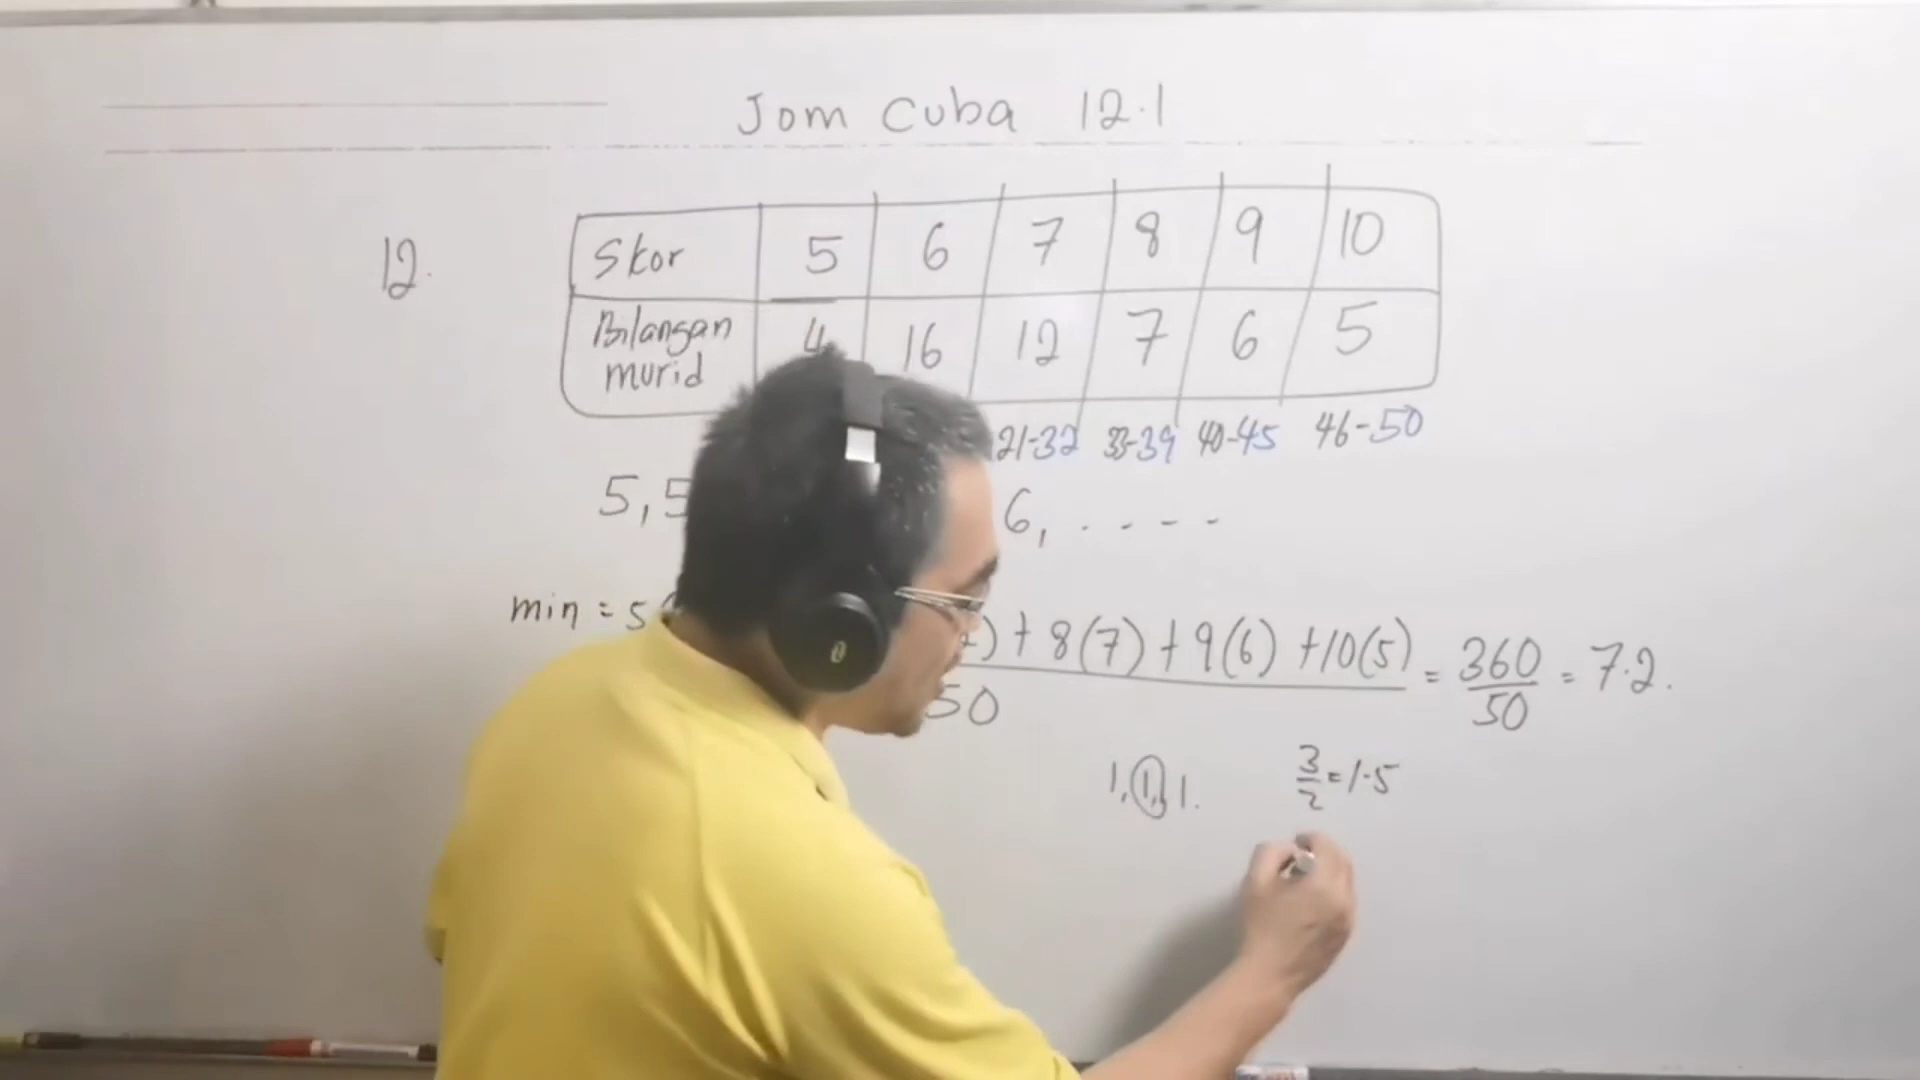 Jom Cuba 12.1
12.
Skor 5 6 7 8 9 10
Bilangan murid 4 16 12 7 6 5
21-32 33-39 40-45 46-50
5, 5 6, . - - -
min = 5 ) + 8(7) + 9(6) + 10(5) = 360/50 = 7.2.
50
1, 1, 1. 3/2 = 1.5